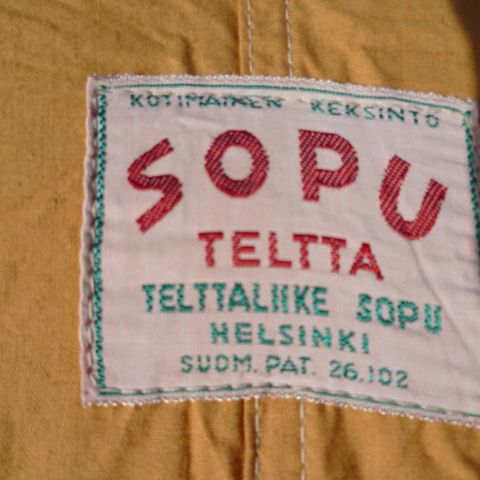 KOTIMAINEN KEKSINTÖ
SOPU
TELTTA
TELTTALIIKE SOPU
HELSINKI
SUOM. PAT. 26.102